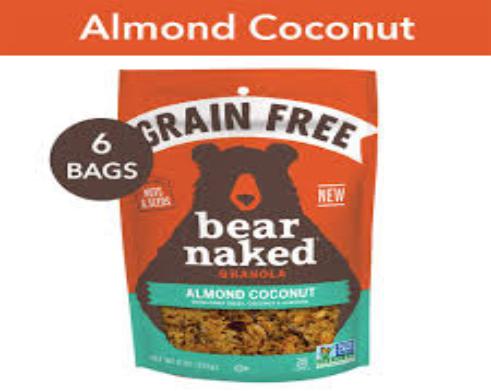 Almond Coconut
6
BAGS
GRAIN FREE
NUTS
& SEEDS
NEW
bear
naked
GRANOLA
ALMOND COCONUT